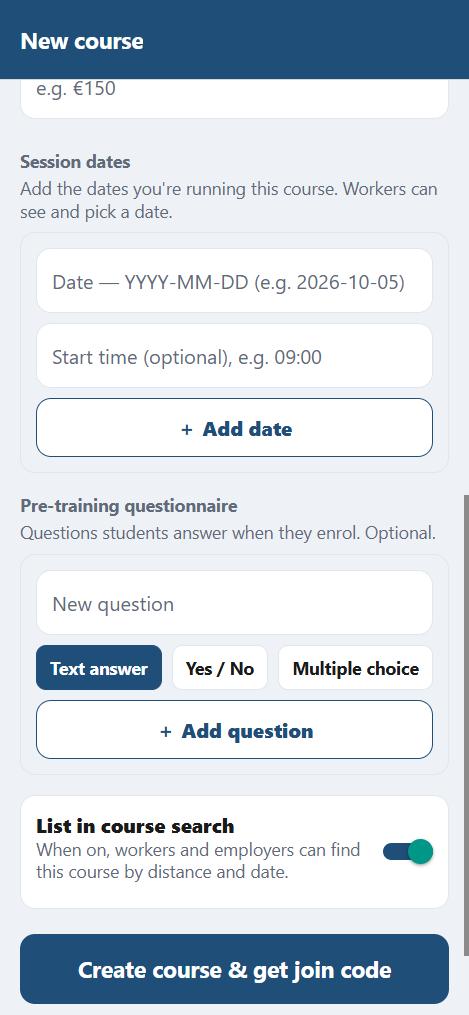 New course
e.g. €150
Session dates
Add the dates you're running this course. Workers can
see and pick a date.
Date — YYYY-MM-DD (e.g. 2026-10-05)
Start time (optional), e.g. 09:00
+ Add date
Pre-training questionnaire
Questions students answer when they enrol. Optional.
New question
Text answer
Yes / No
Multiple choice
+ Add question
List in course search
When on, workers and employers can find
this course by distance and date.
Create course & get join code